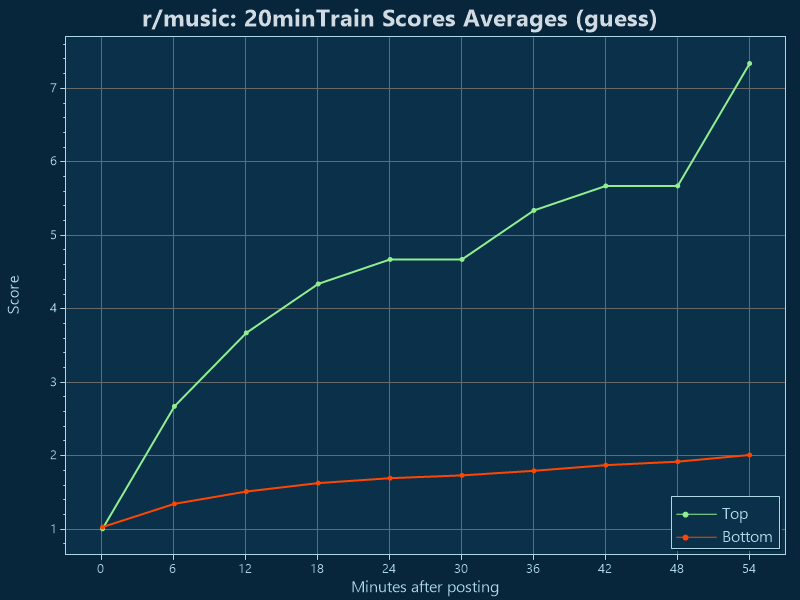 r/music: 20minTrain Scores Averages (guess)
Score
7
6
5
4
3
2
1
Top
Bottom
0 6 12 18 24 30 36 42 48 54
Minutes after posting